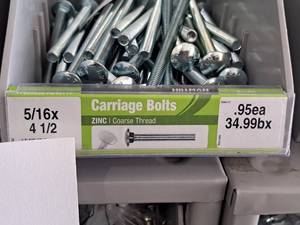 Carriage Bolts
ZINC | Coarse Thread
5/16x
4 1/2
.95ea
34.99bx